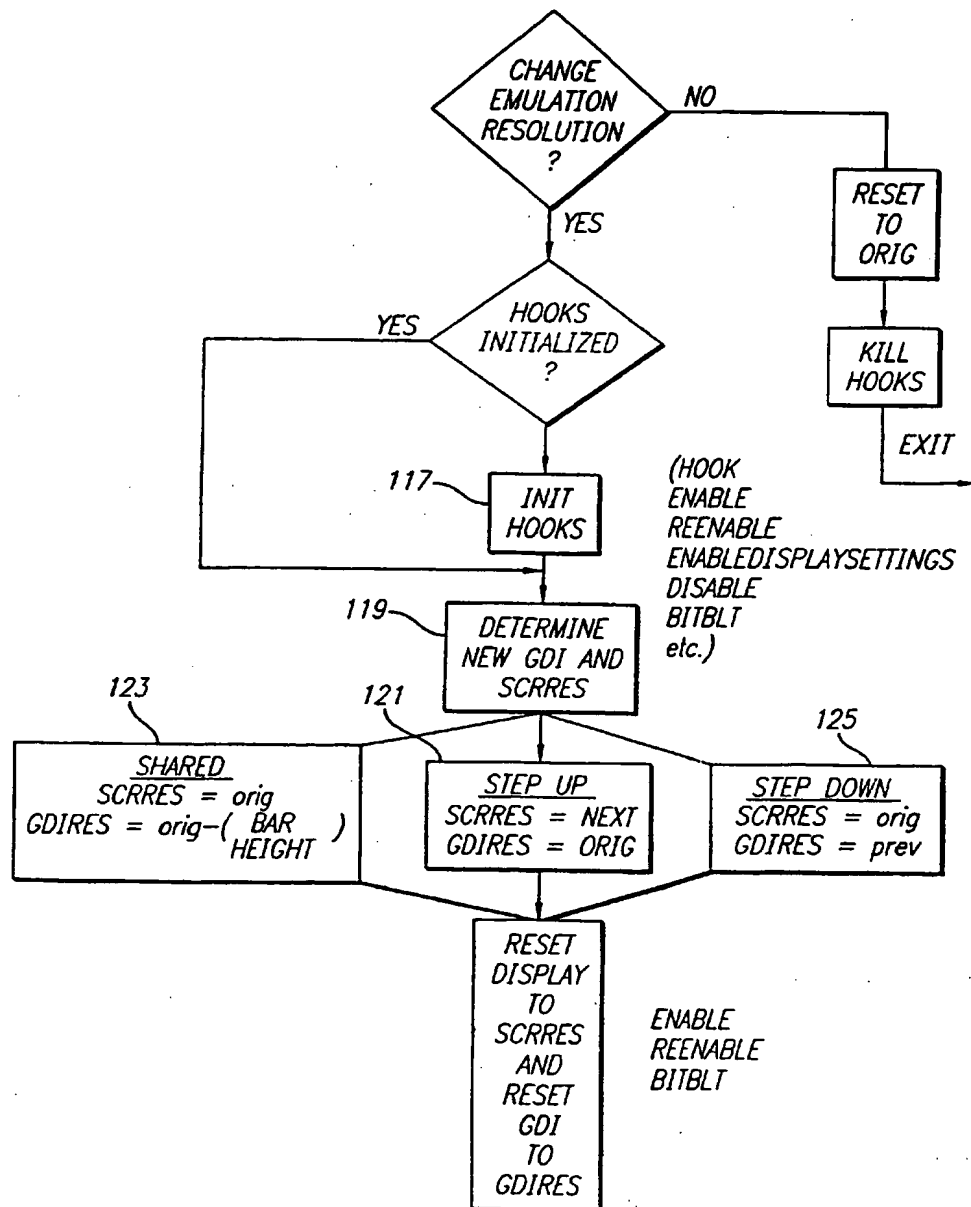 CHANGE
EMULATION
RESOLUTION
?
NO
YES
RESET
TO
ORIG
KILL
HOOKS
EXIT
HOOKS
INITIALIZED
?
YES
117
INIT
HOOKS
(HOOK
ENABLE
REENABLE
ENABLEDISPLAYSETTINGS
DISABLE
BITBLT
etc.)
119
DETERMINE
NEW GDI AND
SCRRES
123
SHARED
SCRRES = orig
GDIRES = orig-( BAR
HEIGHT )
121
STEP UP
SCRRES = NEXT
GDIRES = ORIG
125
STEP DOWN
SCRRES = orig
GDIRES = prev
RESET
DISPLAY
TO
SCRRES
AND
RESET
GDI
TO
GDIRES
ENABLE
REENABLE
BITBLT